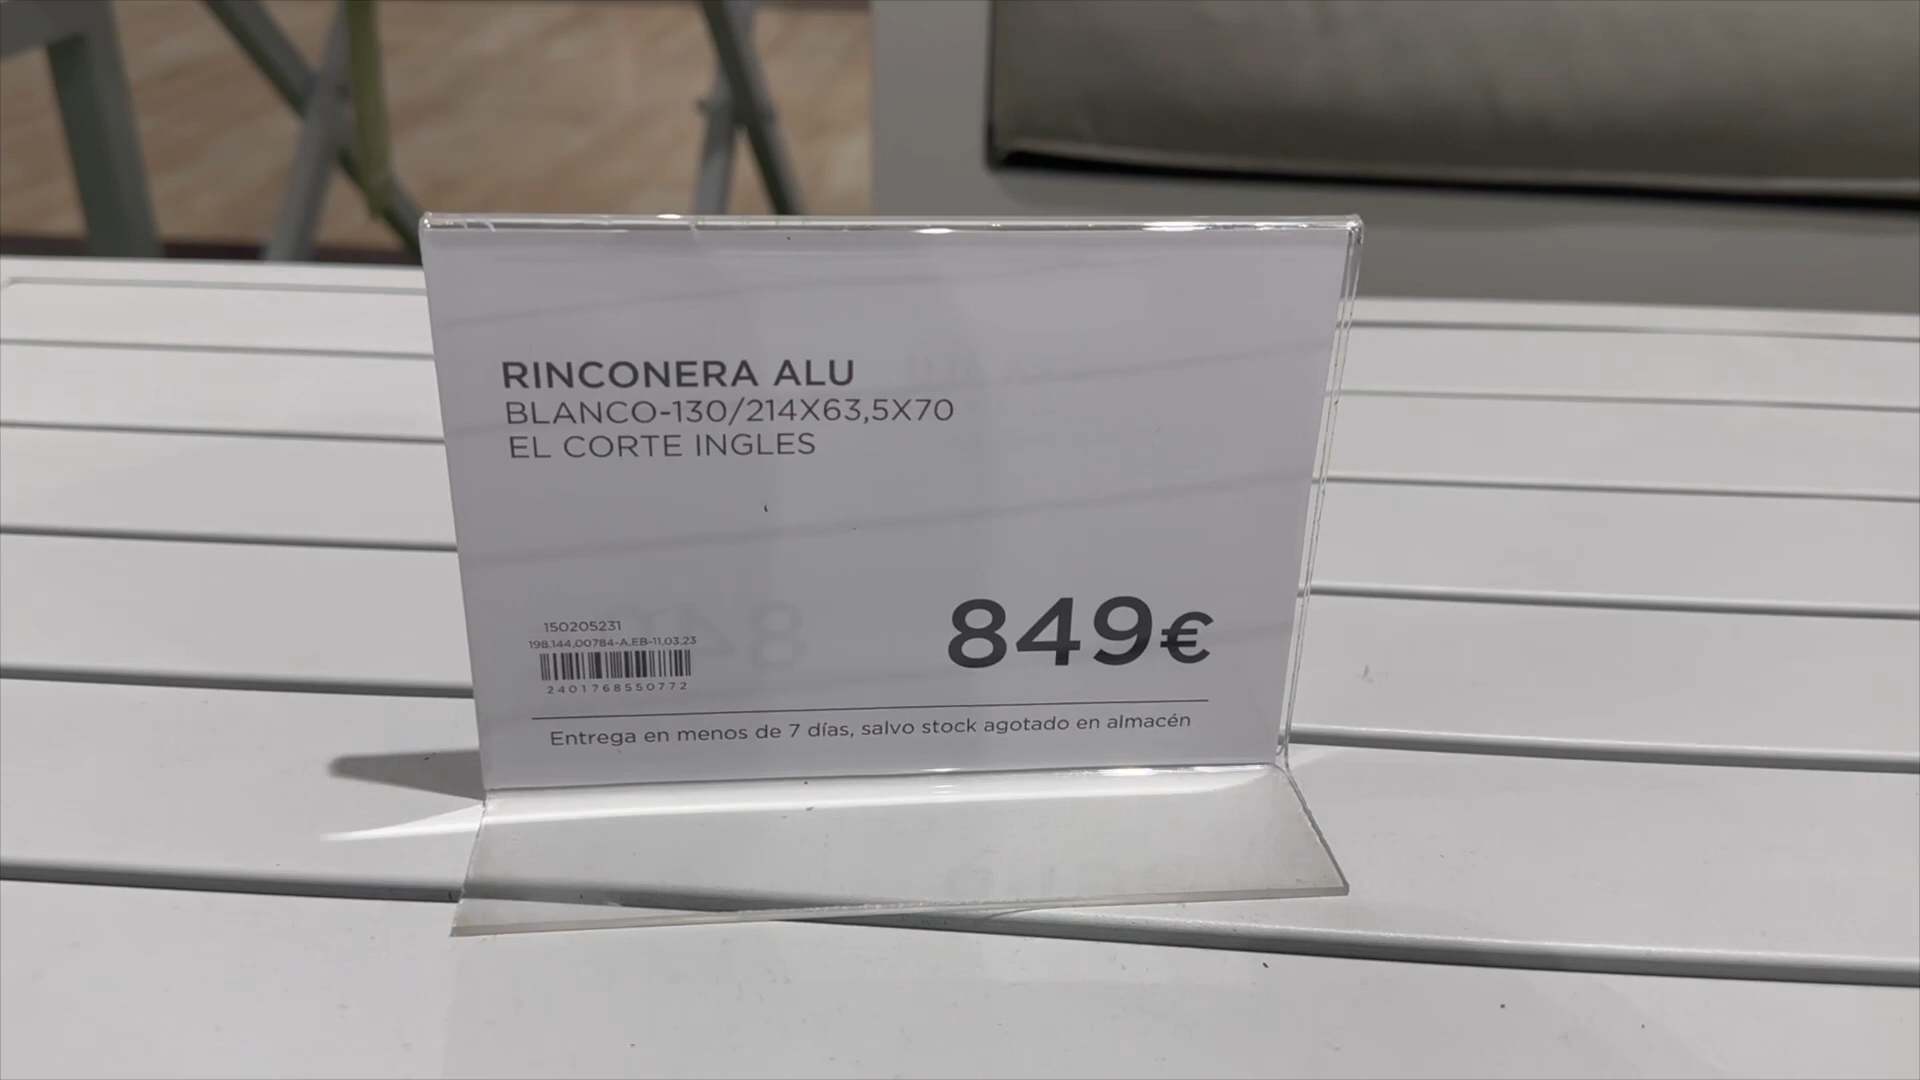 RINCONERA ALU
BLANCO-130/214X63,5X70
EL CORTE INGLES
150205231
198.144.00784-A.EB-11.03.23
2401768550772
849€
Entrega en menos de 7 días, salvo stock agotado en almacén